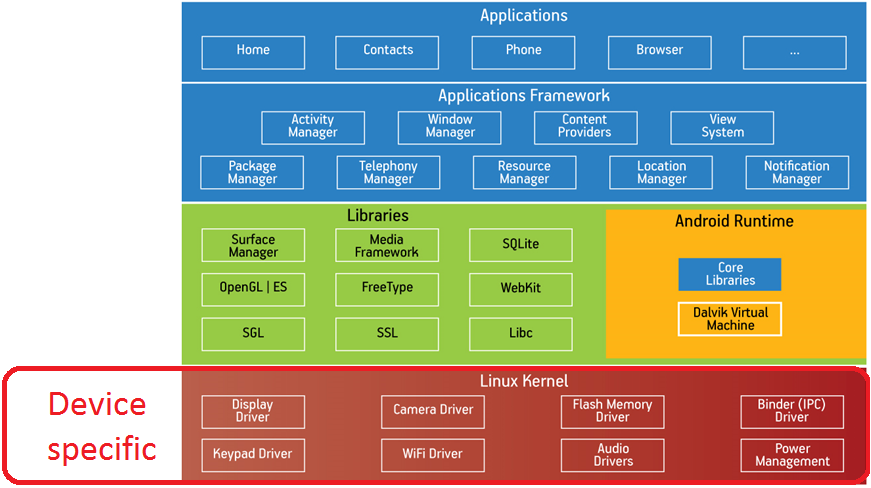 Applications
Home
Contacts
Phone
Browser
...
Applications Framework
Activity
Manager
Window
Manager
Content
Providers
View
System
Package
Manager
Telephony
Manager
Resource
Manager
Location
Manager
Notification
Manager
Libraries
Surface
Manager
Media
Framework
SQLite
OpenGL | ES
FreeType
WebKit
SGL
SSL
Libc
Android Runtime
Core
Libraries
Dalvik Virtual
Machine
Device
specific
Linux Kernel
Display
Driver
Camera Driver
Flash Memory
Driver
Binder (IPC)
Driver
Keypad Driver
WiFi Driver
Audio
Drivers
Power
Management